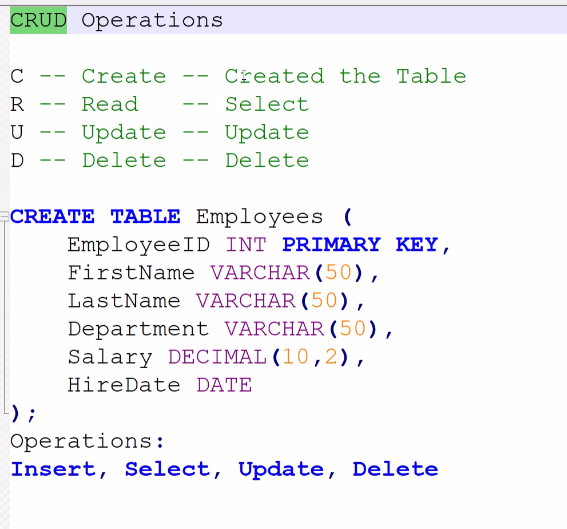 CRUD Operations
C -- Create -- Created the Table
R -- Read   -- Select
U -- Update -- Update
D -- Delete -- Delete
CREATE TABLE Employees (
    EmployeeID INT PRIMARY KEY,
    FirstName VARCHAR(50),
    LastName VARCHAR(50),
    Department VARCHAR(50),
    Salary DECIMAL(10,2),
    HireDate DATE
);
Operations:
Insert, Select, Update, Delete